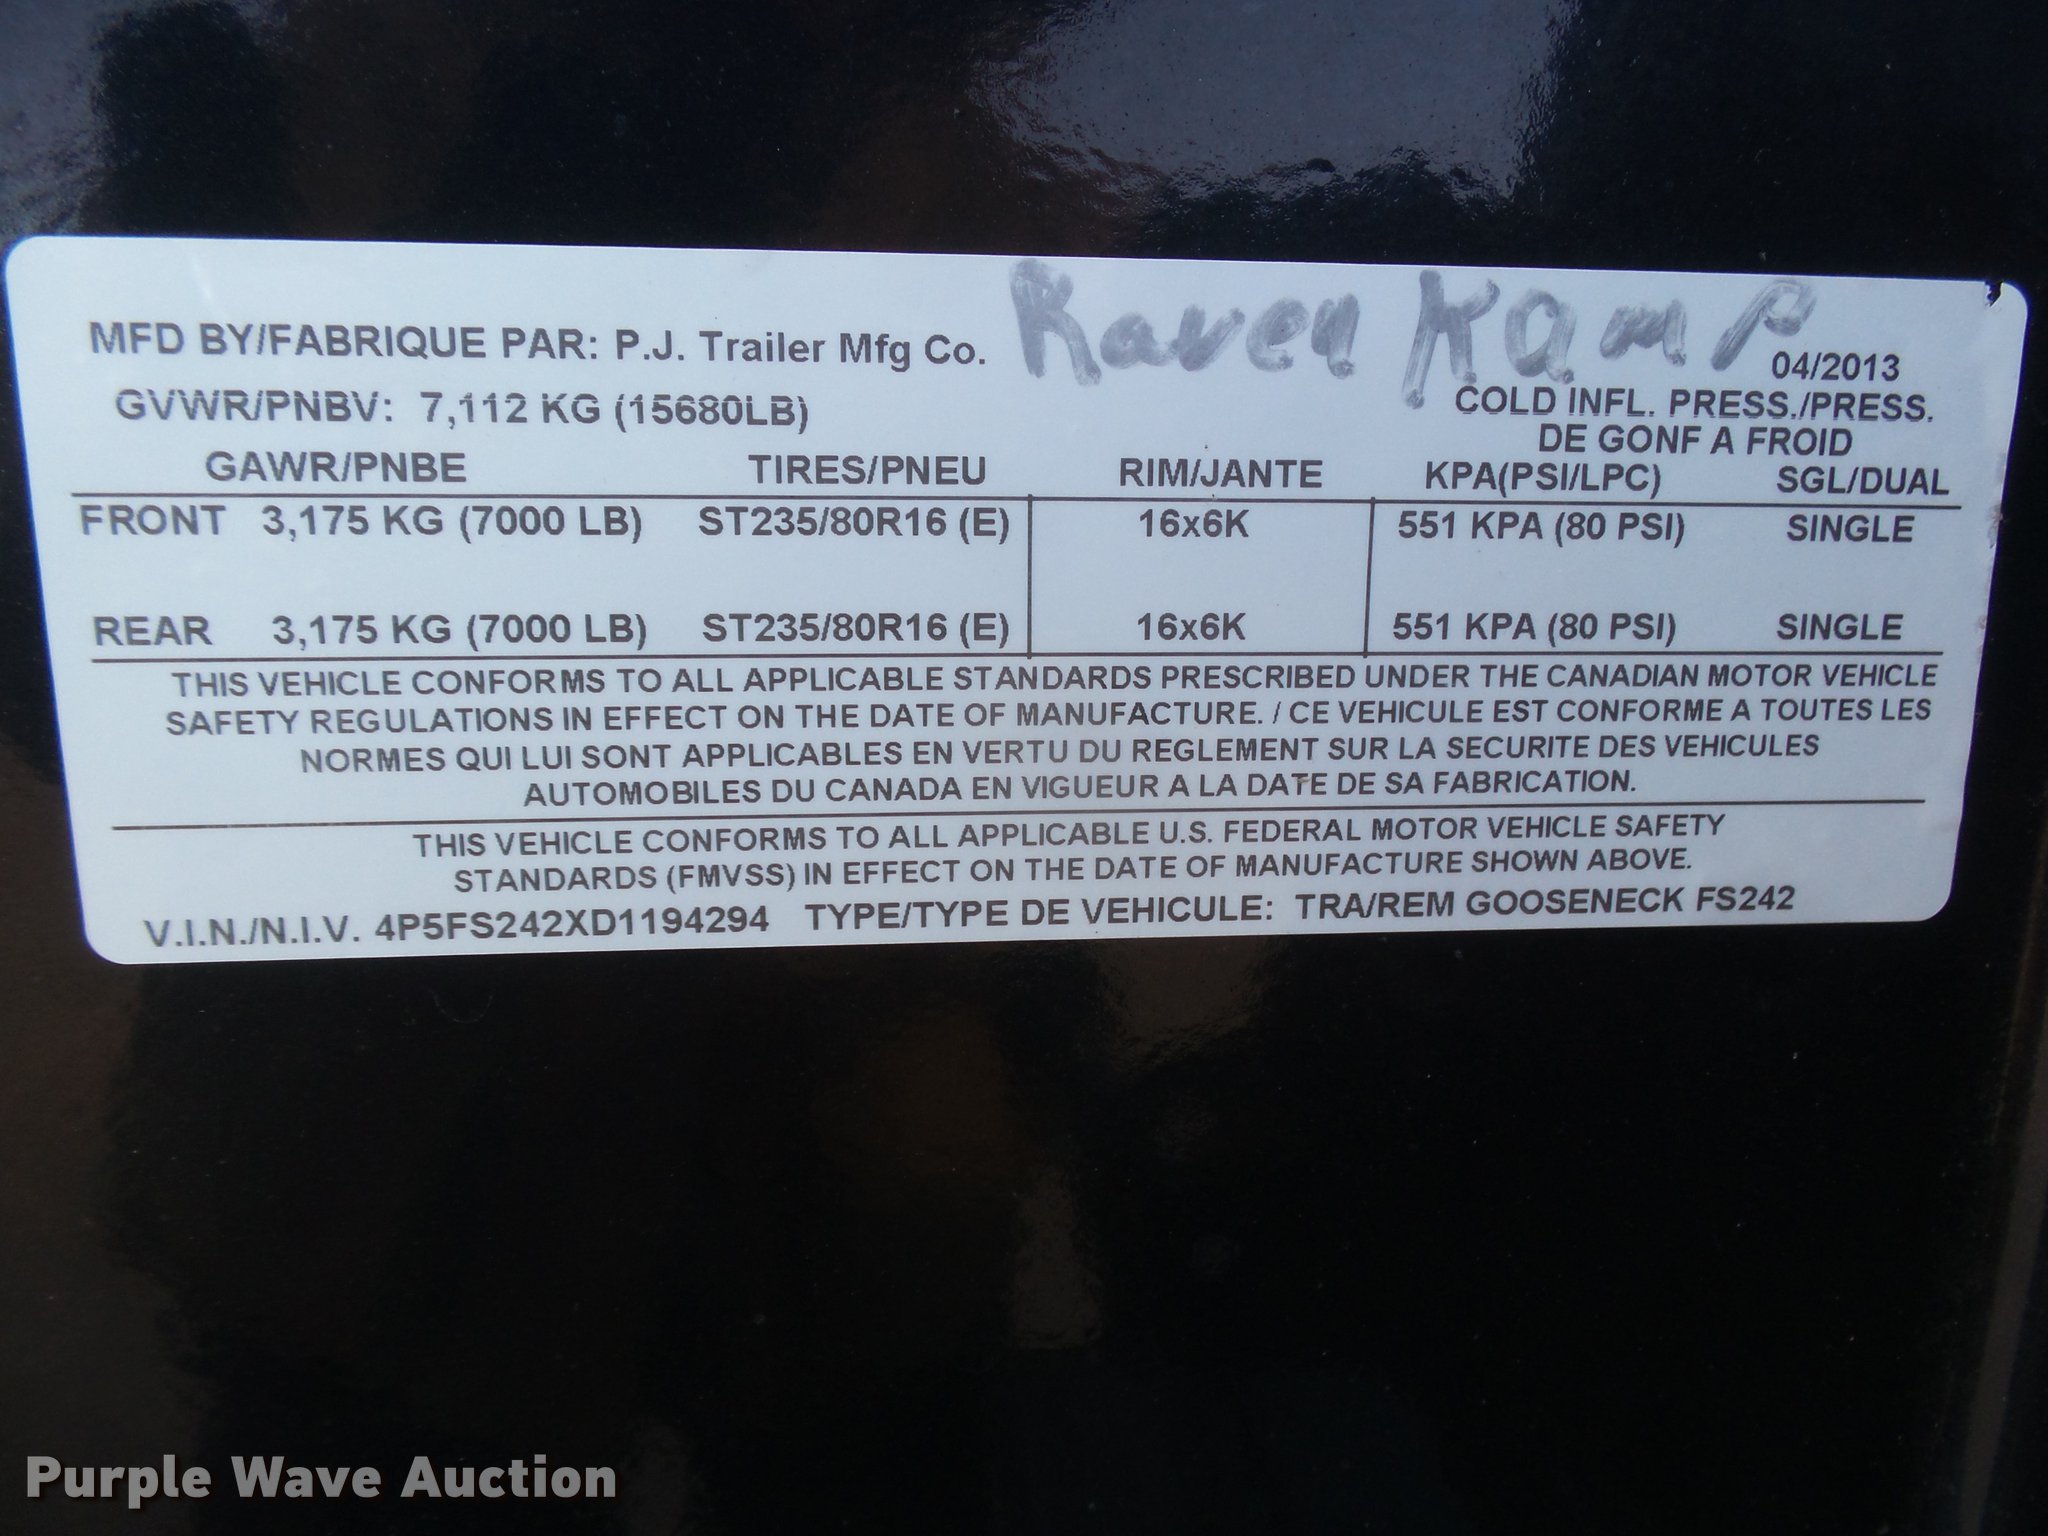 Raven Kamp
MFD BY/FABRIQUE PAR: P.J. Trailer Mfg Co.
04/2013
GVWR/PNBV: 7,112 KG (15680LB)
COLD INFL. PRESS./PRESS.
DE GONF A FROID
GAWR/PNBE TIRES/PNEU RIM/JANTE KPA(PSI/LPC) SGL/DUAL
FRONT 3,175 KG (7000 LB) ST235/80R16 (E) 16x6K 551 KPA (80 PSI) SINGLE
REAR 3,175 KG (7000 LB) ST235/80R16 (E) 16x6K 551 KPA (80 PSI) SINGLE
THIS VEHICLE CONFORMS TO ALL APPLICABLE STANDARDS PRESCRIBED UNDER THE CANADIAN MOTOR VEHICLE
SAFETY REGULATIONS IN EFFECT ON THE DATE OF MANUFACTURE. / CE VEHICULE EST CONFORME A TOUTES LES
NORMES QUI LUI SONT APPLICABLES EN VERTU DU REGLEMENT SUR LA SECURITE DES VEHICULES
AUTOMOBILES DU CANADA EN VIGUEUR A LA DATE DE SA FABRICATION.
THIS VEHICLE CONFORMS TO ALL APPLICABLE U.S. FEDERAL MOTOR VEHICLE SAFETY
STANDARDS (FMVSS) IN EFFECT ON THE DATE OF MANUFACTURE SHOWN ABOVE.
V.I.N./N.I.V. 4P5FS242XD1194294 TYPE/TYPE DE VEHICULE: TRA/REM GOOSENECK FS242
Purple Wave Auction